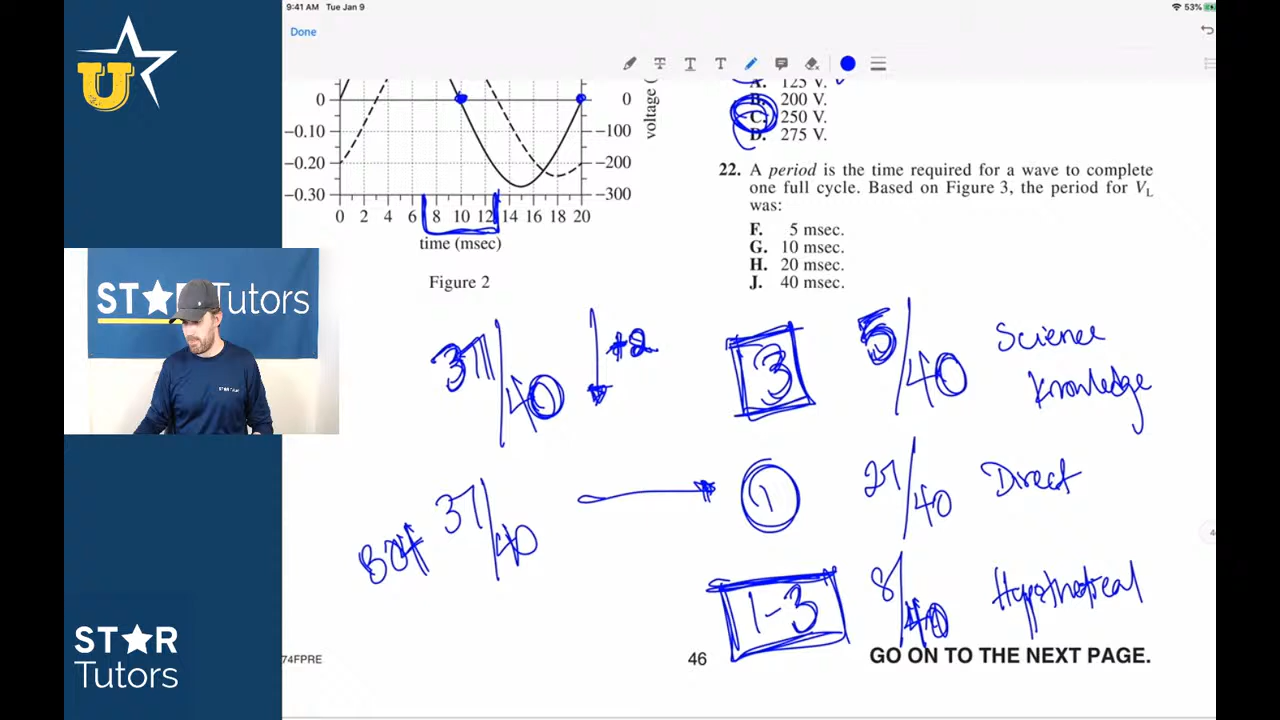 9:41 AM Tue Jan 9
53%
Done
T T T
U
0
−0.10
−0.20
−0.30
0 2 4 6 8 10 12 14 16 18 20
time (msec)
0
−100
−200
−300
voltage (
Figure 2
A. 125 V.
B. 200 V.
C. 250 V.
D. 275 V.
22. A period is the time required for a wave to complete
one full cycle. Based on Figure 3, the period for VL
was:
F. 5 msec.
G. 10 msec.
H. 20 msec.
J. 40 msec.
STAR Tutors
STAR TUTORS
37/40
+2
3
5/40
Science
Knowledge
37/40
1
27/40
Direct
1-3
8/40
Hypothetical
STAR
Tutors
74FPRE
46
GO ON TO THE NEXT PAGE.